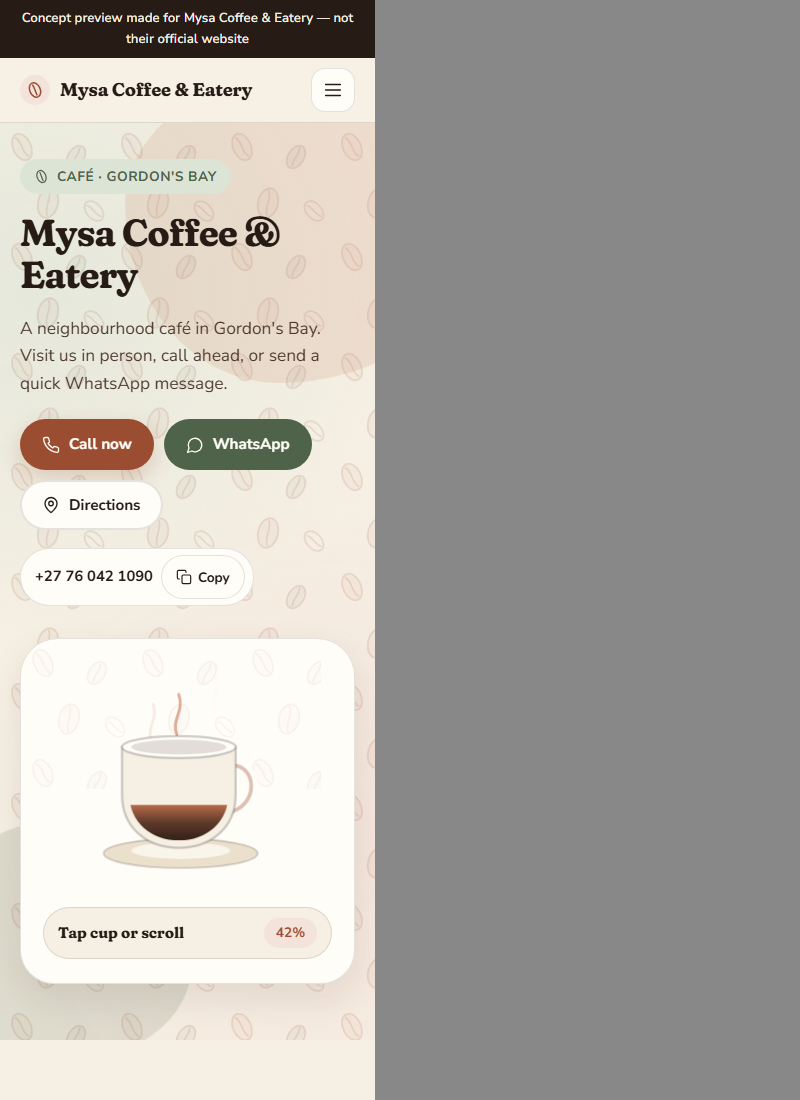 Concept preview made for Mysa Coffee & Eatery — not
their official website
Mysa Coffee & Eatery
CAFÉ · GORDON'S BAY
Mysa Coffee &
Eatery
A neighbourhood café in Gordon's Bay.
Visit us in person, call ahead, or send a
quick WhatsApp message.
Call now
WhatsApp
Directions
+27 76 042 1090
Copy
Tap cup or scroll
42%